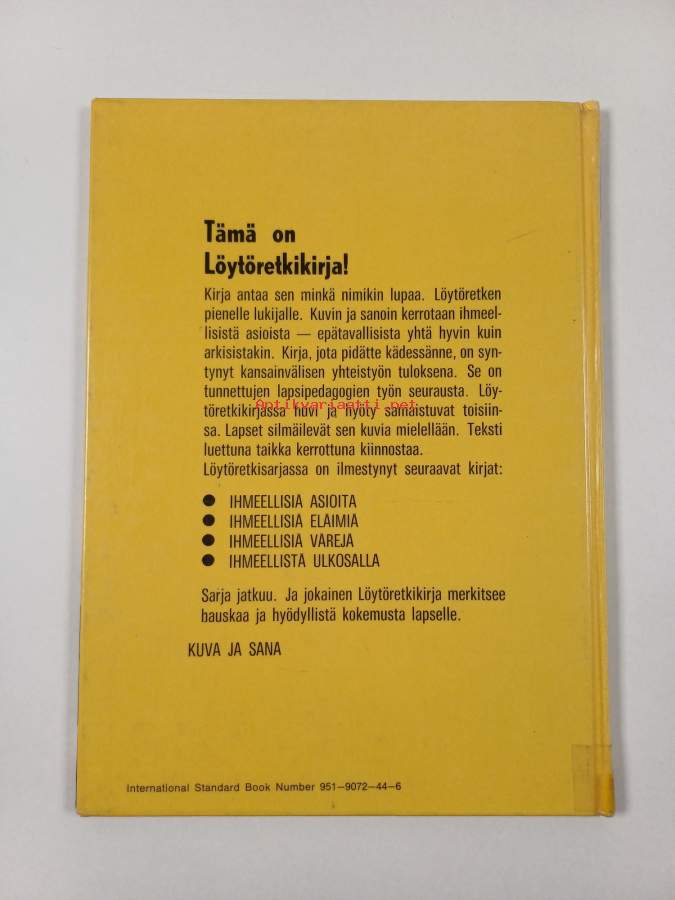 Tämä on
Löytöretkikirja!
Kirja antaa sen minkä nimikin lupaa. Löytöretken
pienelle lukijalle. Kuvin ja sanoin kerrotaan ihmeel-
lisistä asioista — epätavallisista yhtä hyvin kuin
arkisistakin. Kirja, jota pidätte kädessänne, on syn-
tynyt kansainvälisen yhteistyön tuloksena. Se on
tunnettujen lapsipedagogien työn seurausta. Löy-
töretkikirjassa huvi ja hyöty samaistuvat toisiin-
Antikvariaatti.net
sa. Lapset silmäilevät sen kuvia mielellään. Teksti
luettuna taikka kerrottuna kiinnostaa.
Löytöretkisarjassa on ilmestynyt seuraavat kirjat:
● IHMEELLISIÄ ASIOITA
● IHMEELLISIÄ ELÄIMIÄ
● IHMEELLISIÄ VÄREJÄ
● IHMEELLISTÄ ULKOSALLA
Sarja jatkuu. Ja jokainen Löytöretkikirja merkitsee
hauskaa ja hyödyllistä kokemusta lapselle.
KUVA JA SANA
International Standard Book Number 951–9072–44–6